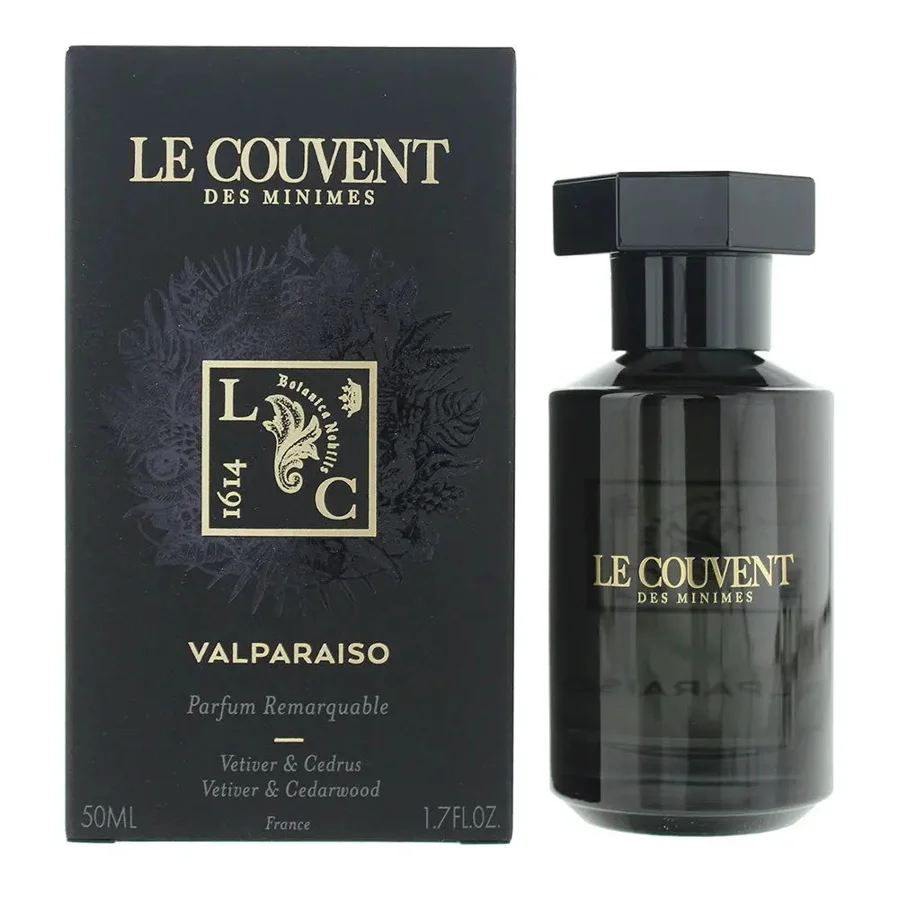 LE COUVENT
DES MINIMES
L
Botanica Nobilis
1614
C
VALPARAISO
Parfum Remarquable
Vetiver & Cedrus
Vetiver & Cedarwood
50ML
France
1.7FL.OZ.
LE COUVENT
DES MINIMES
LPARAISO